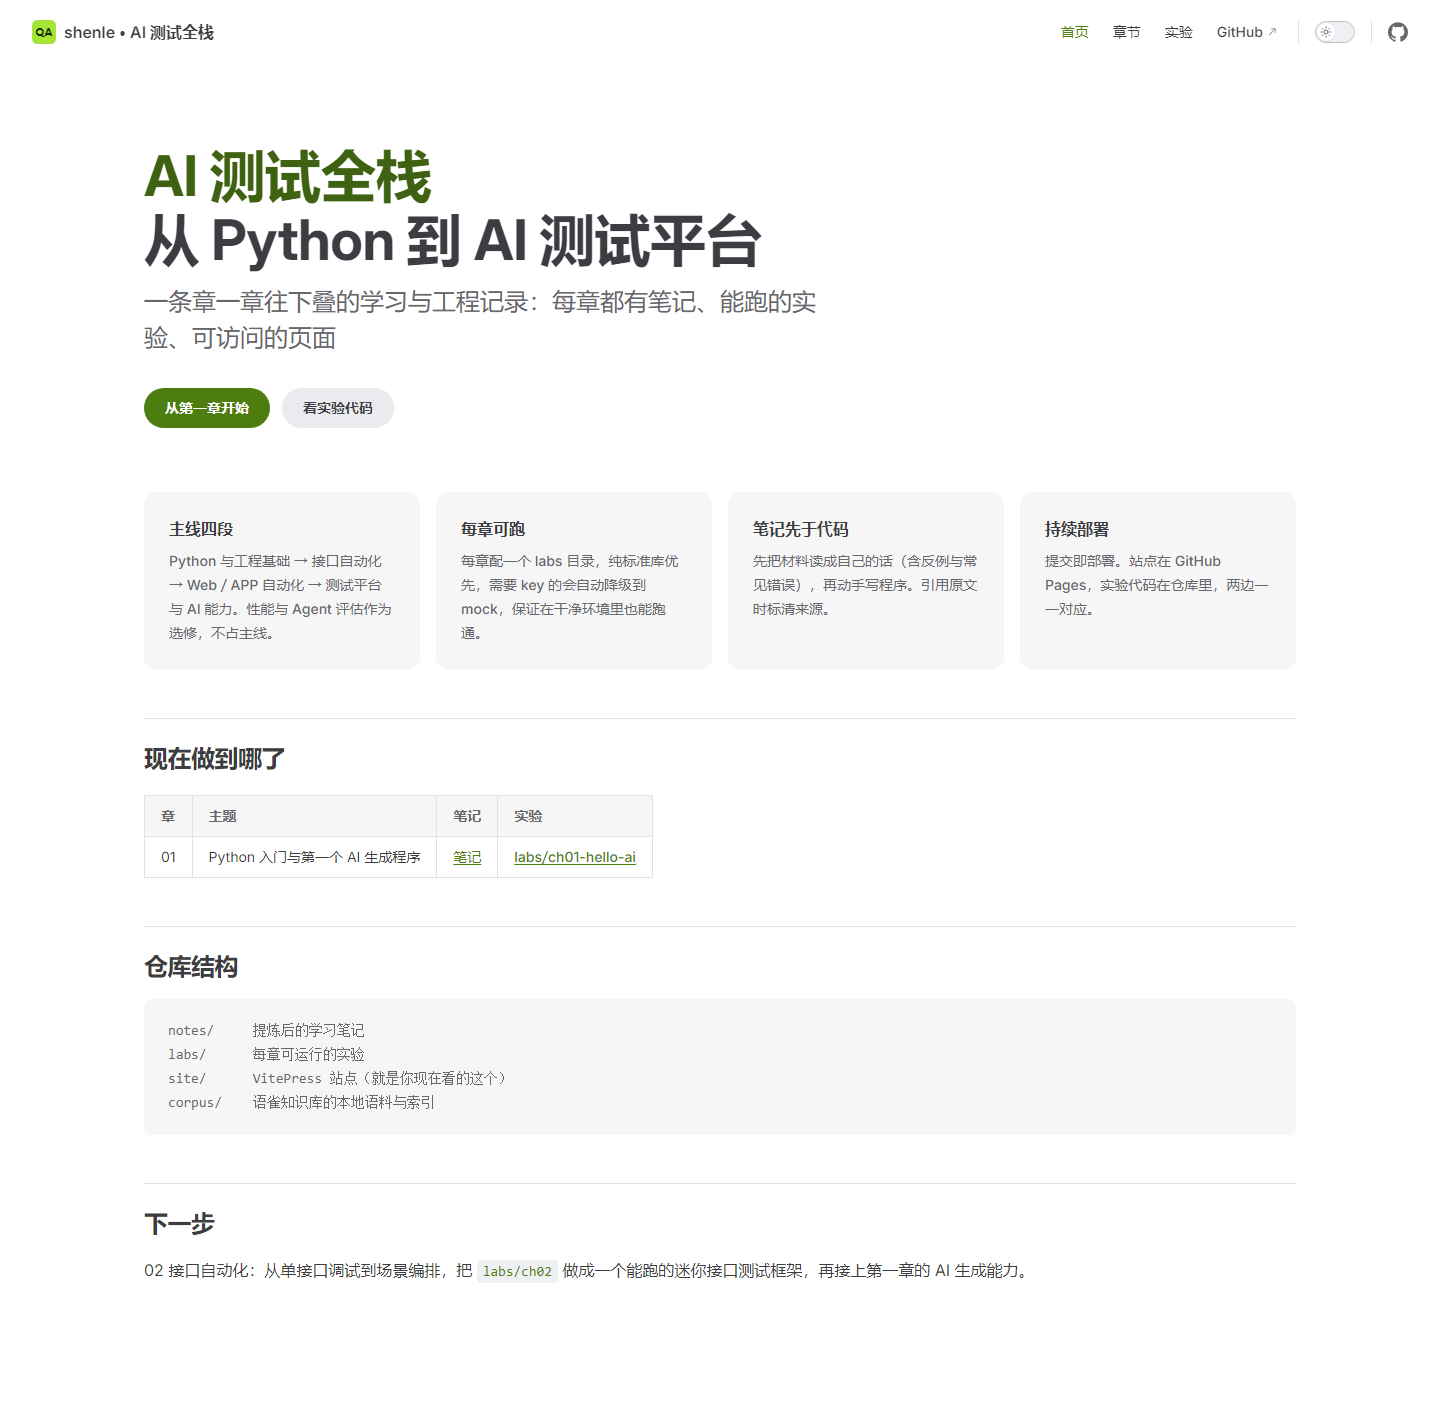 QA shenle • AI 测试全栈
首页 章节 实验 GitHub ↗
AI 测试全栈
从 Python 到 AI 测试平台
一条章一章往下叠的学习与工程记录：每章都有笔记、能跑的实
验、可访问的页面
从第一章开始 看实验代码
主线四段
Python 与工程基础 → 接口自动化
→ Web / APP 自动化 → 测试平台
与 AI 能力。性能与 Agent 评估作为
选修，不占主线。
每章可跑
每章配一个 labs 目录，纯标准库优
先，需要 key 的会自动降级到
mock，保证在干净环境里也能跑
通。
笔记先于代码
先把材料读成自己的话（含反例与常
见错误），再动手写程序。引用原文
时标清来源。
持续部署
提交即部署。站点在 GitHub
Pages，实验代码在仓库里，两边一
一对应。
现在做到哪了
章 主题 笔记 实验
01 Python 入门与第一个 AI 生成程序 笔记 labs/ch01-hello-ai
仓库结构
notes/ 提炼后的学习笔记
labs/ 每章可运行的实验
site/ VitePress 站点（就是你现在看的这个）
corpus/ 语雀知识库的本地语料与索引
下一步
02 接口自动化：从单接口调试到场景编排，把 labs/ch02 做成一个能跑的迷你接口测试框架，再接上第一章的 AI 生成能力。